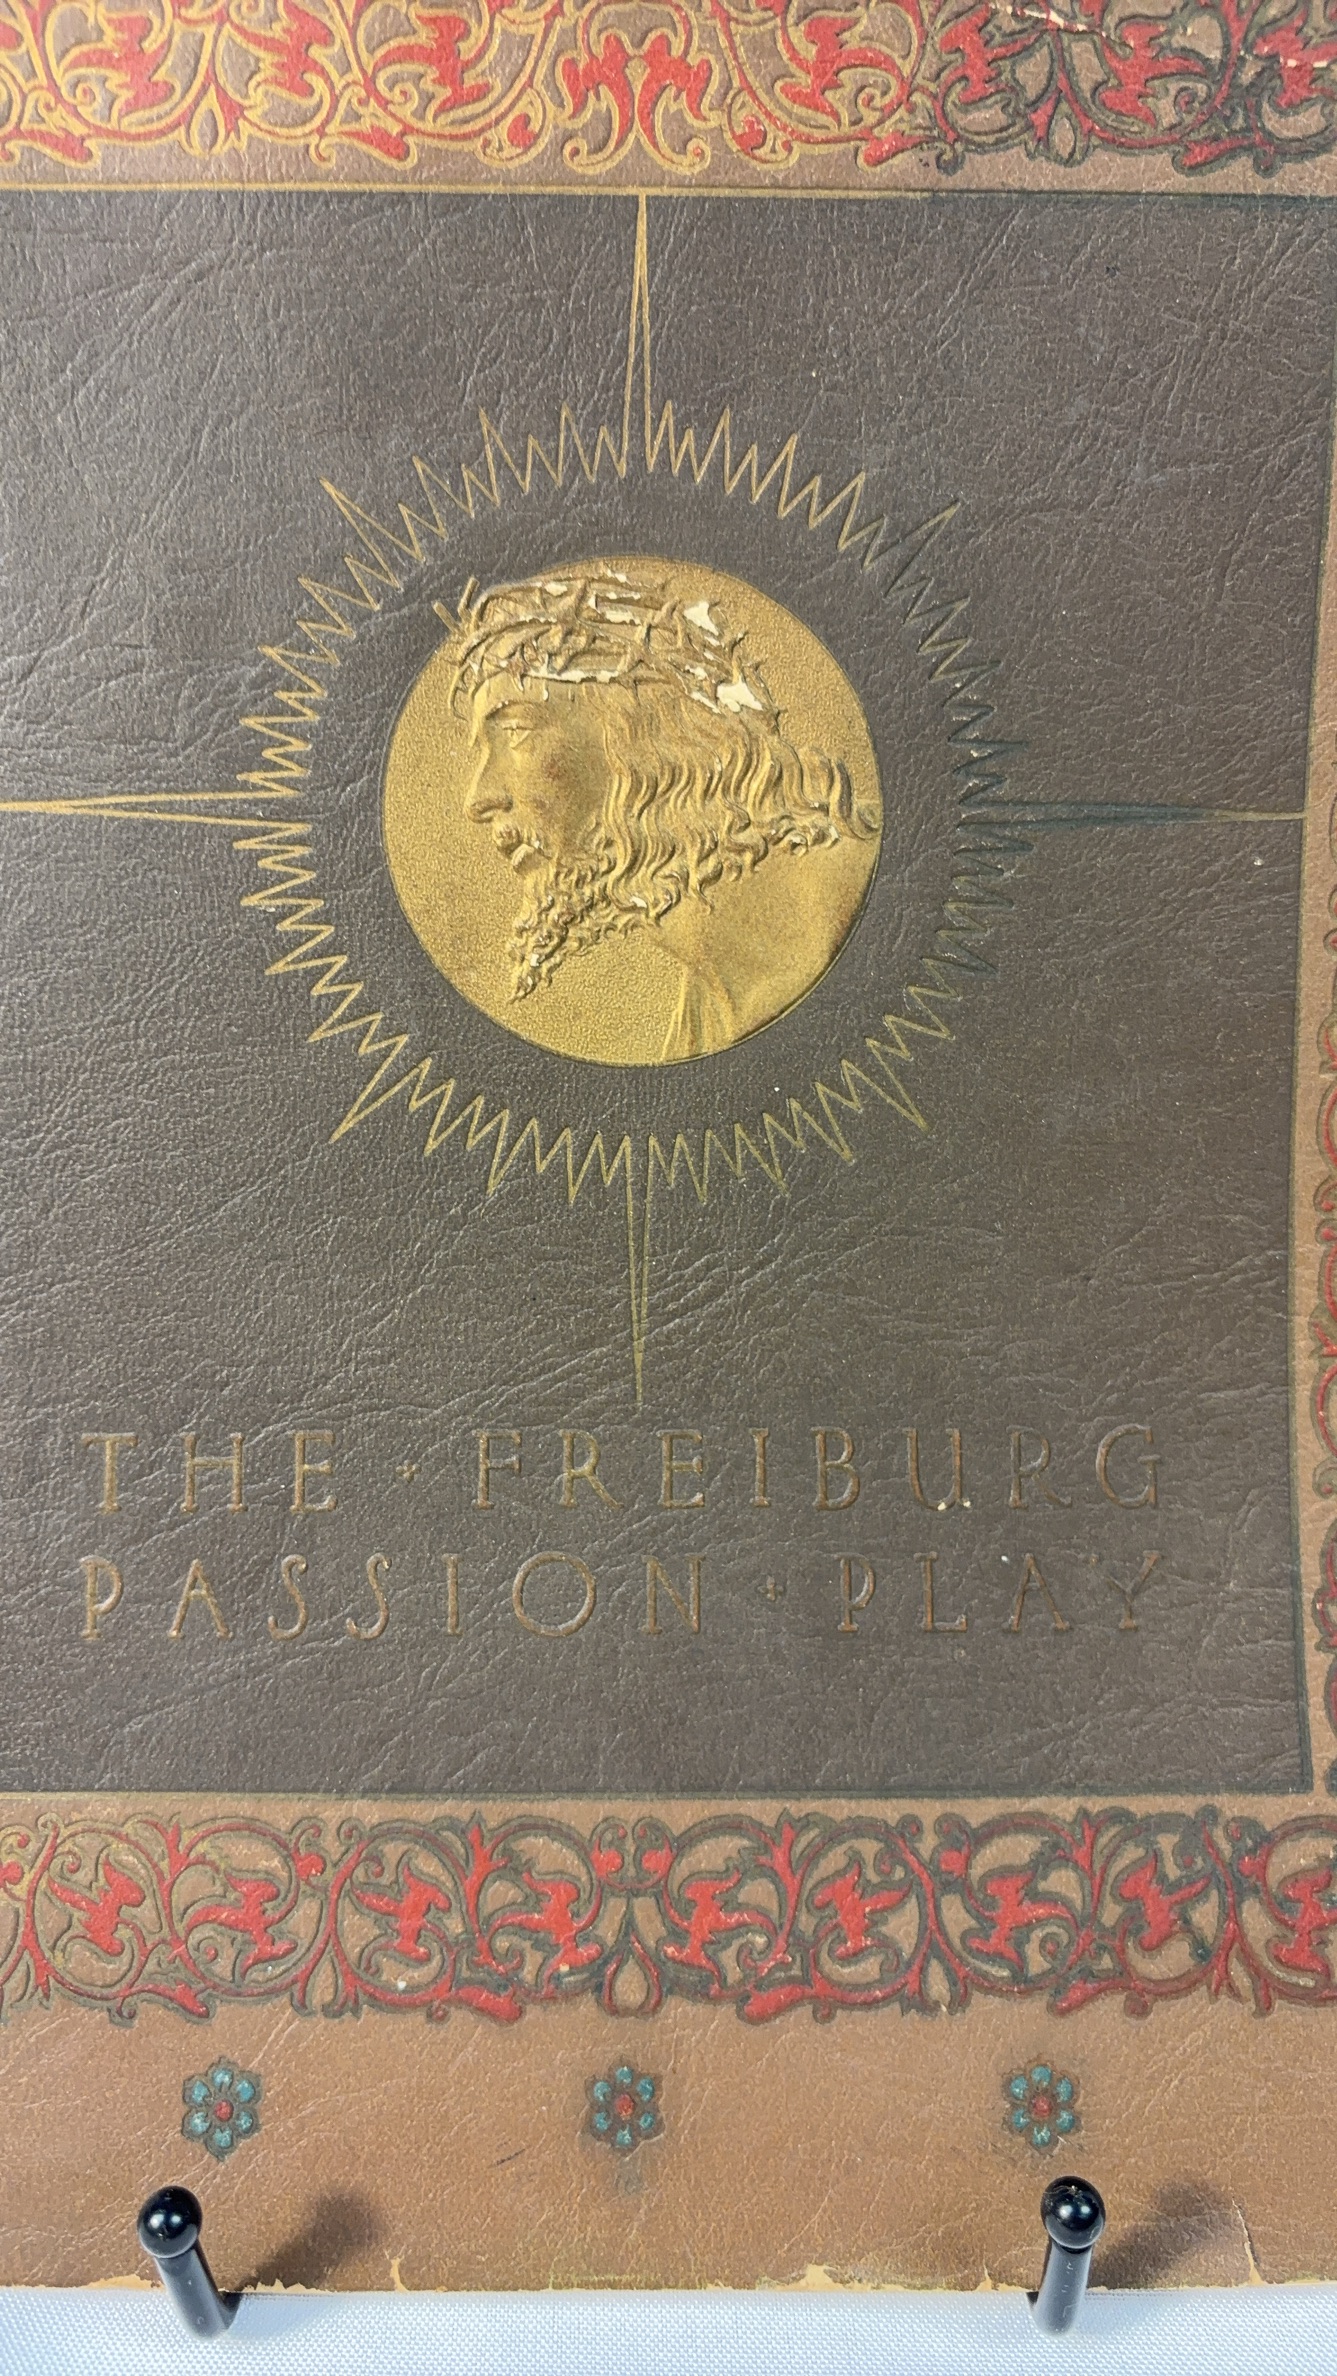 THE · FREIBURG
PASSION · PLAY